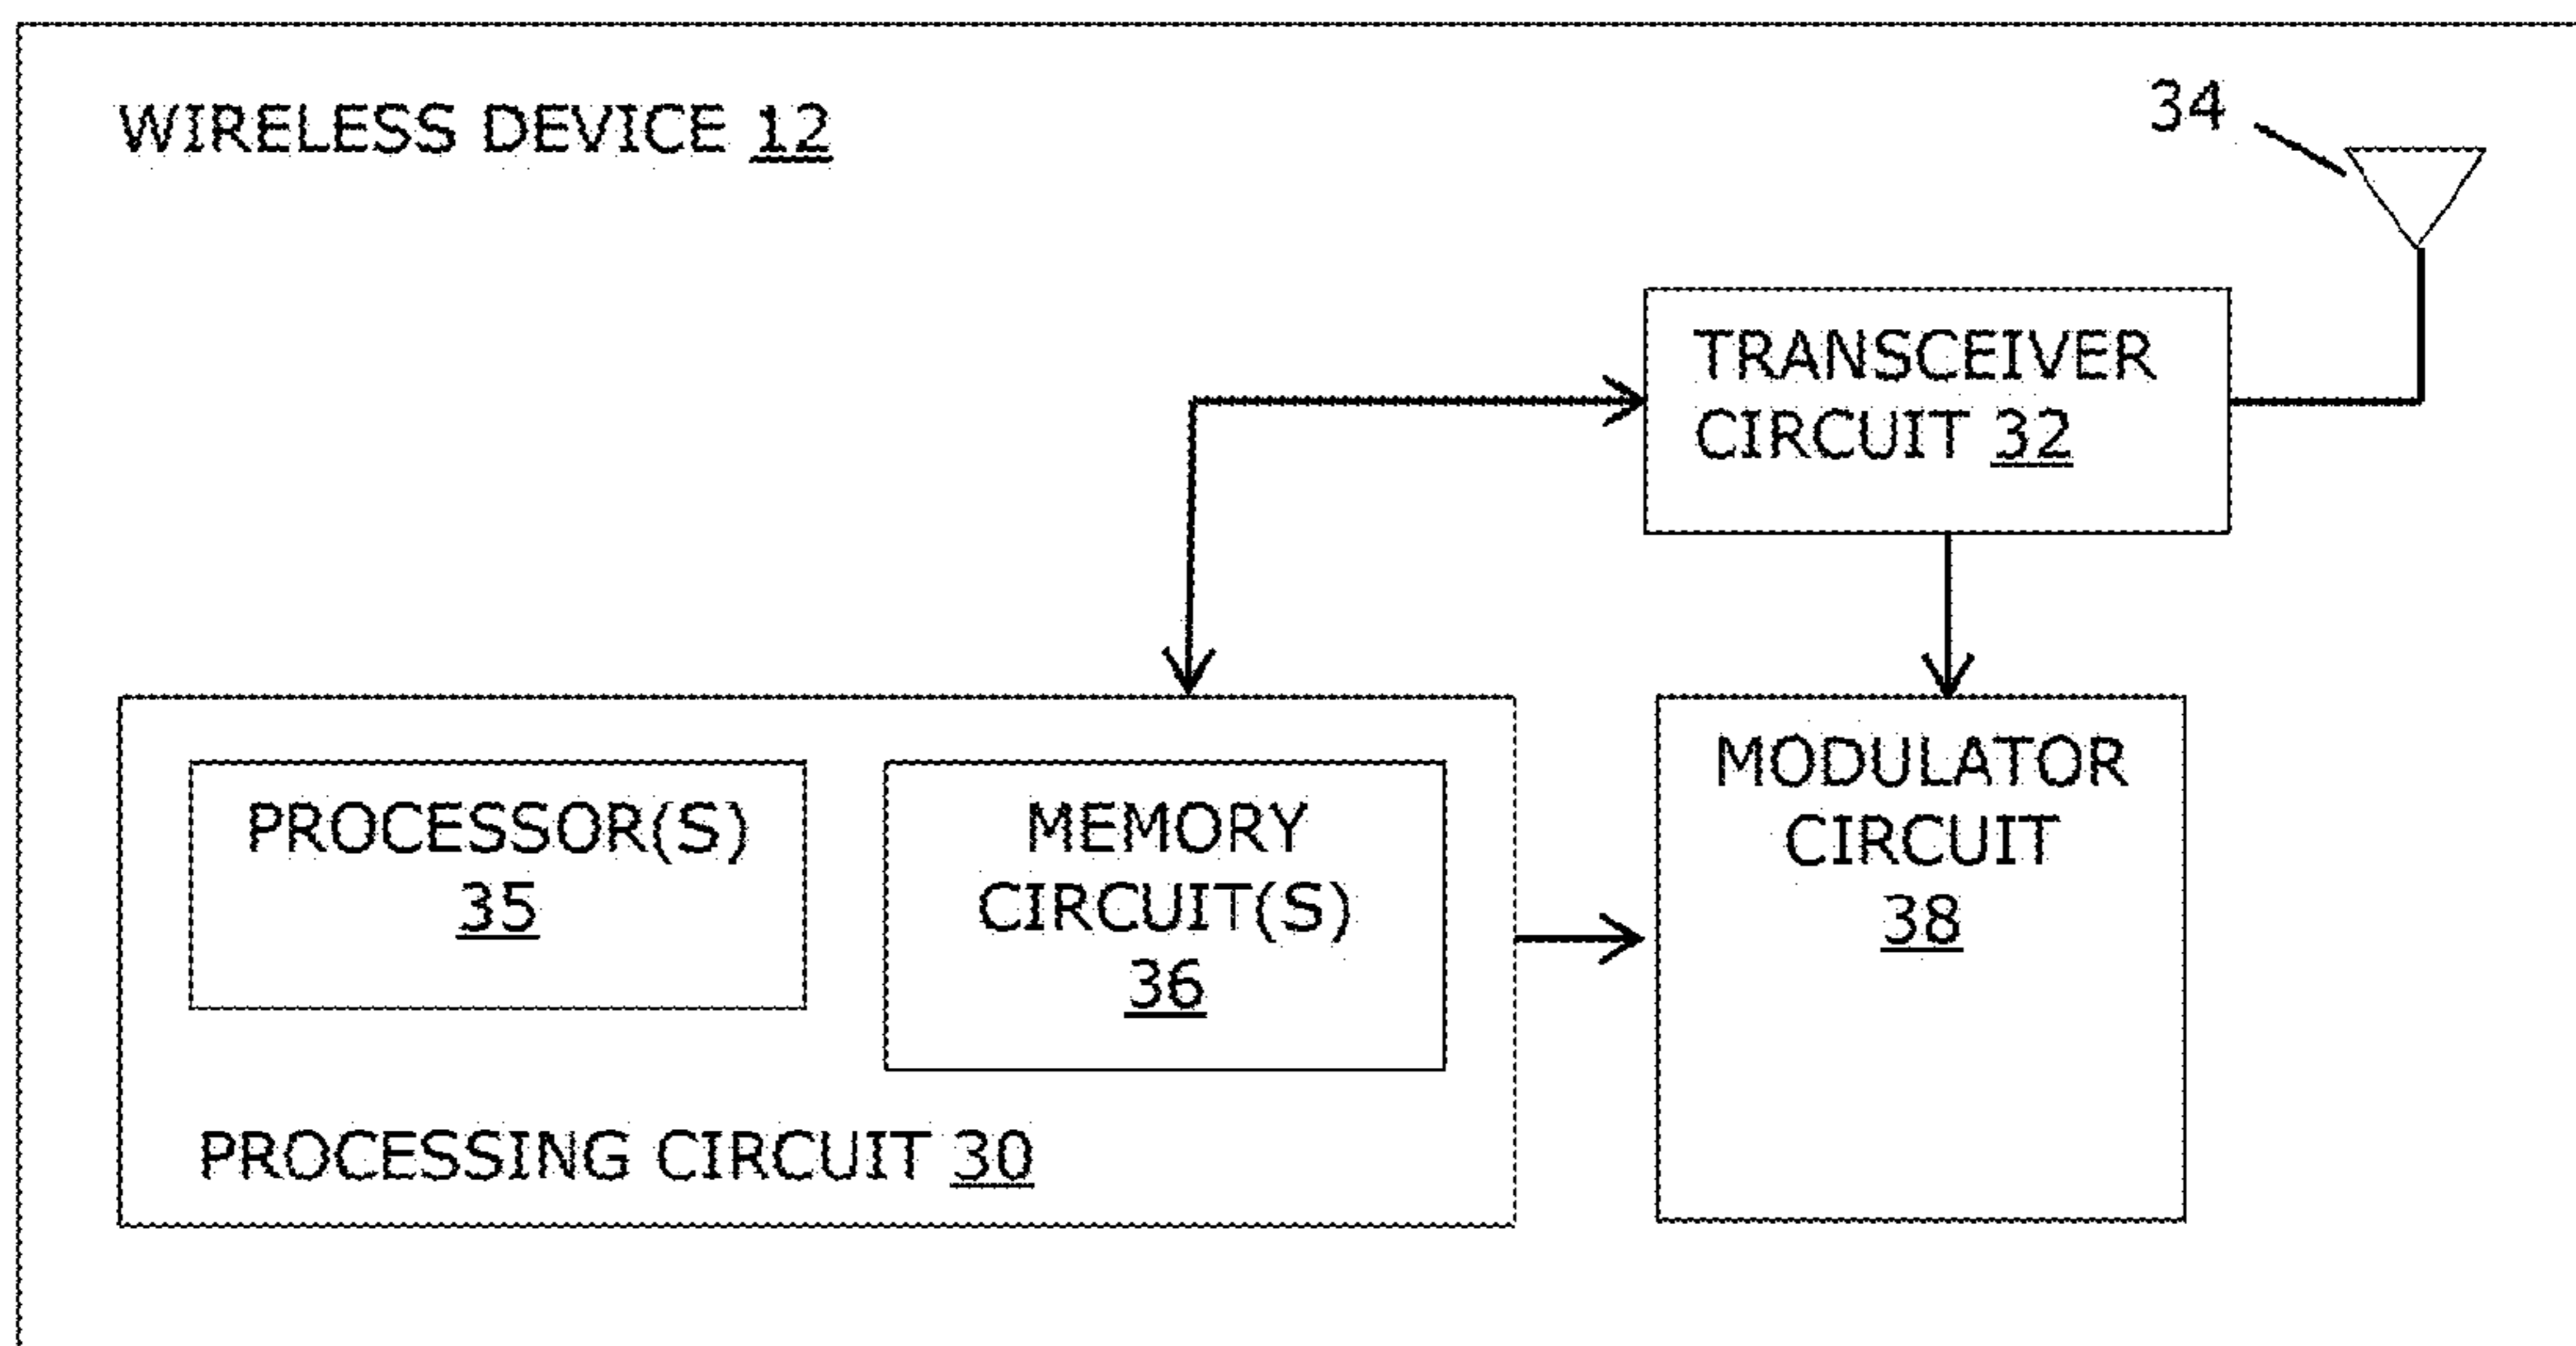 WIRELESS DEVICE 12
34
TRANSCEIVER
CIRCUIT 32
PROCESSOR(S)
35
MEMORY
CIRCUIT(S)
36
PROCESSING CIRCUIT 30
MODULATOR
CIRCUIT
38